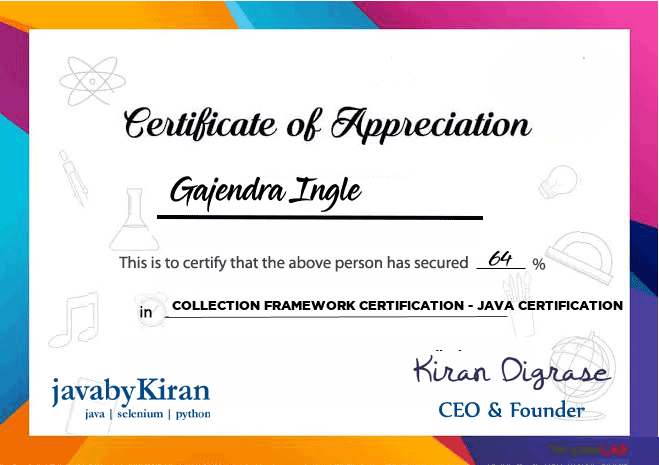 Certificate of Appreciation
Gajendra Ingle
This is to certify that the above person has secured 64 %
in COLLECTION FRAMEWORK CERTIFICATION - JAVA CERTIFICATION
Kiran Digrase
javabyKiran
java | selenium | python
CEO & Founder